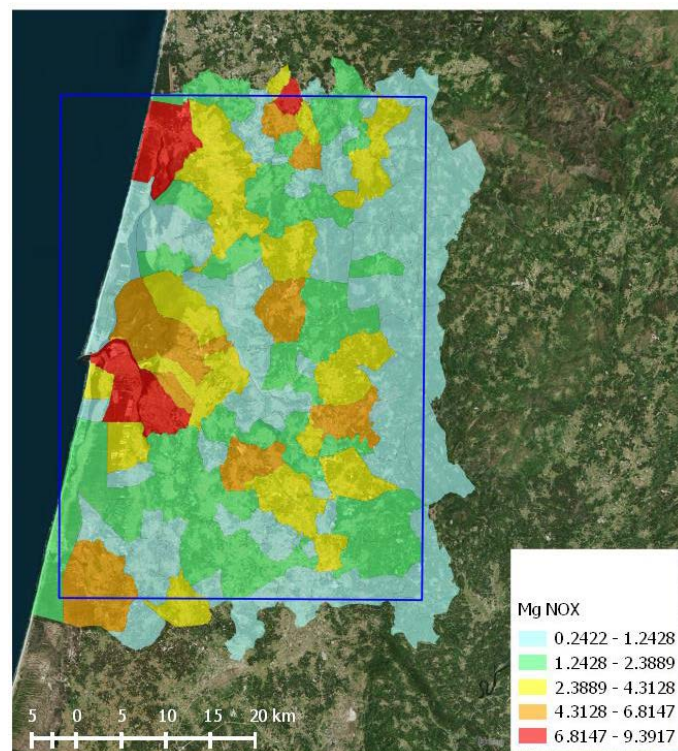 Mg NOX
0.2422 - 1.2428
1.2428 - 2.3889
2.3889 - 4.3128
4.3128 - 6.8147
6.8147 - 9.3917
5 0 5 10 15 20 km